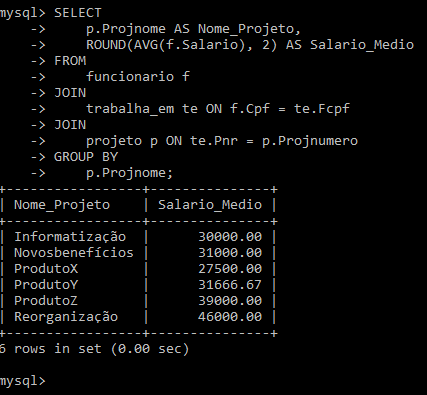 mysql> SELECT
    ->     p.Projnome AS Nome_Projeto,
    ->     ROUND(AVG(f.Salario), 2) AS Salario_Medio
    -> FROM
    ->     funcionario f
    -> JOIN
    ->     trabalha_em te ON f.Cpf = te.Fcpf
    -> JOIN
    ->     projeto p ON te.Pnr = p.Projnumero
    -> GROUP BY
    ->     p.Projnome;
+-----------------+---------------+
| Nome_Projeto    | Salario_Medio |
+-----------------+---------------+
| Informatização  |      30000.00 |
| Novosbenefícios |      31000.00 |
| ProdutoX        |      27500.00 |
| ProdutoY        |      31666.67 |
| ProdutoZ        |      39000.00 |
| Reorganização   |      46000.00 |
+-----------------+---------------+
6 rows in set (0.00 sec)

mysql>